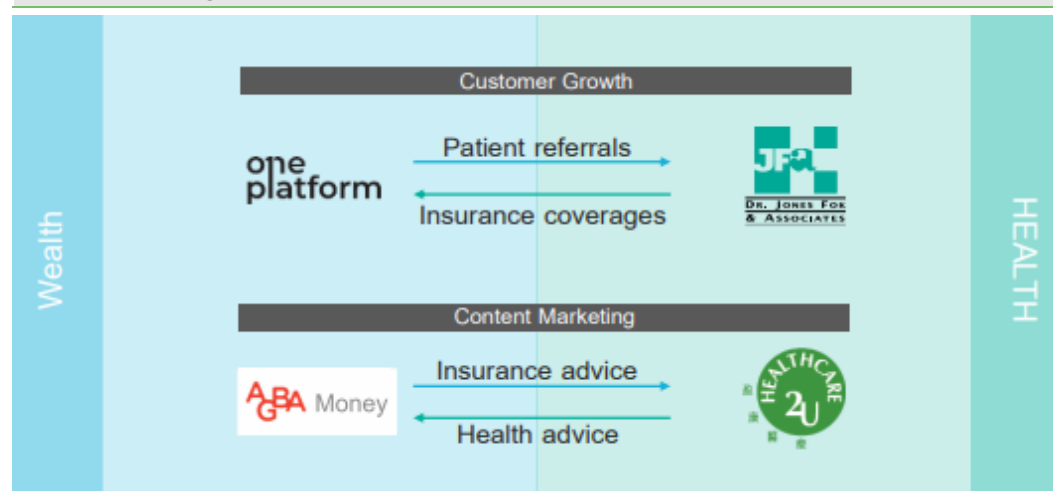 Customer Growth
one
platform
Patient referrals
Insurance coverages
JFa
DR. JONES FOK
& ASSOCIATES
Wealth
HEALTH
Content Marketing
AGBA Money
Insurance advice
Health advice
HEALTHCARE
2U